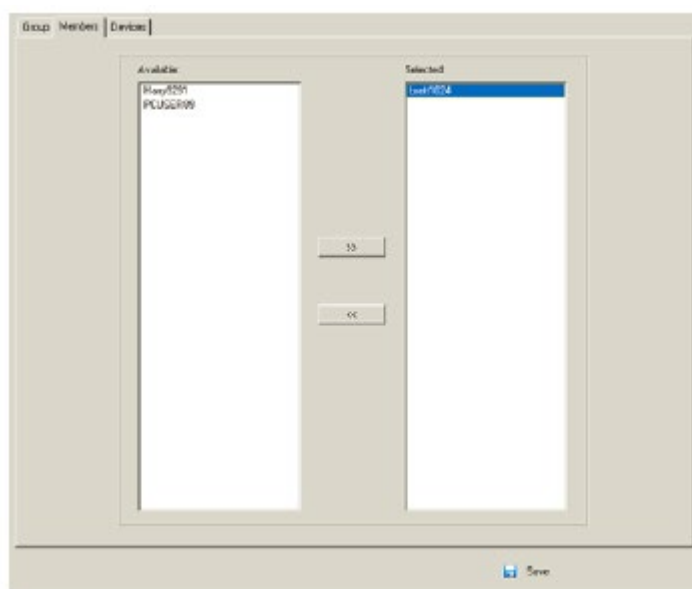 Group Members Devices
Available
Selected
PCUSER99
>>
<<
Save